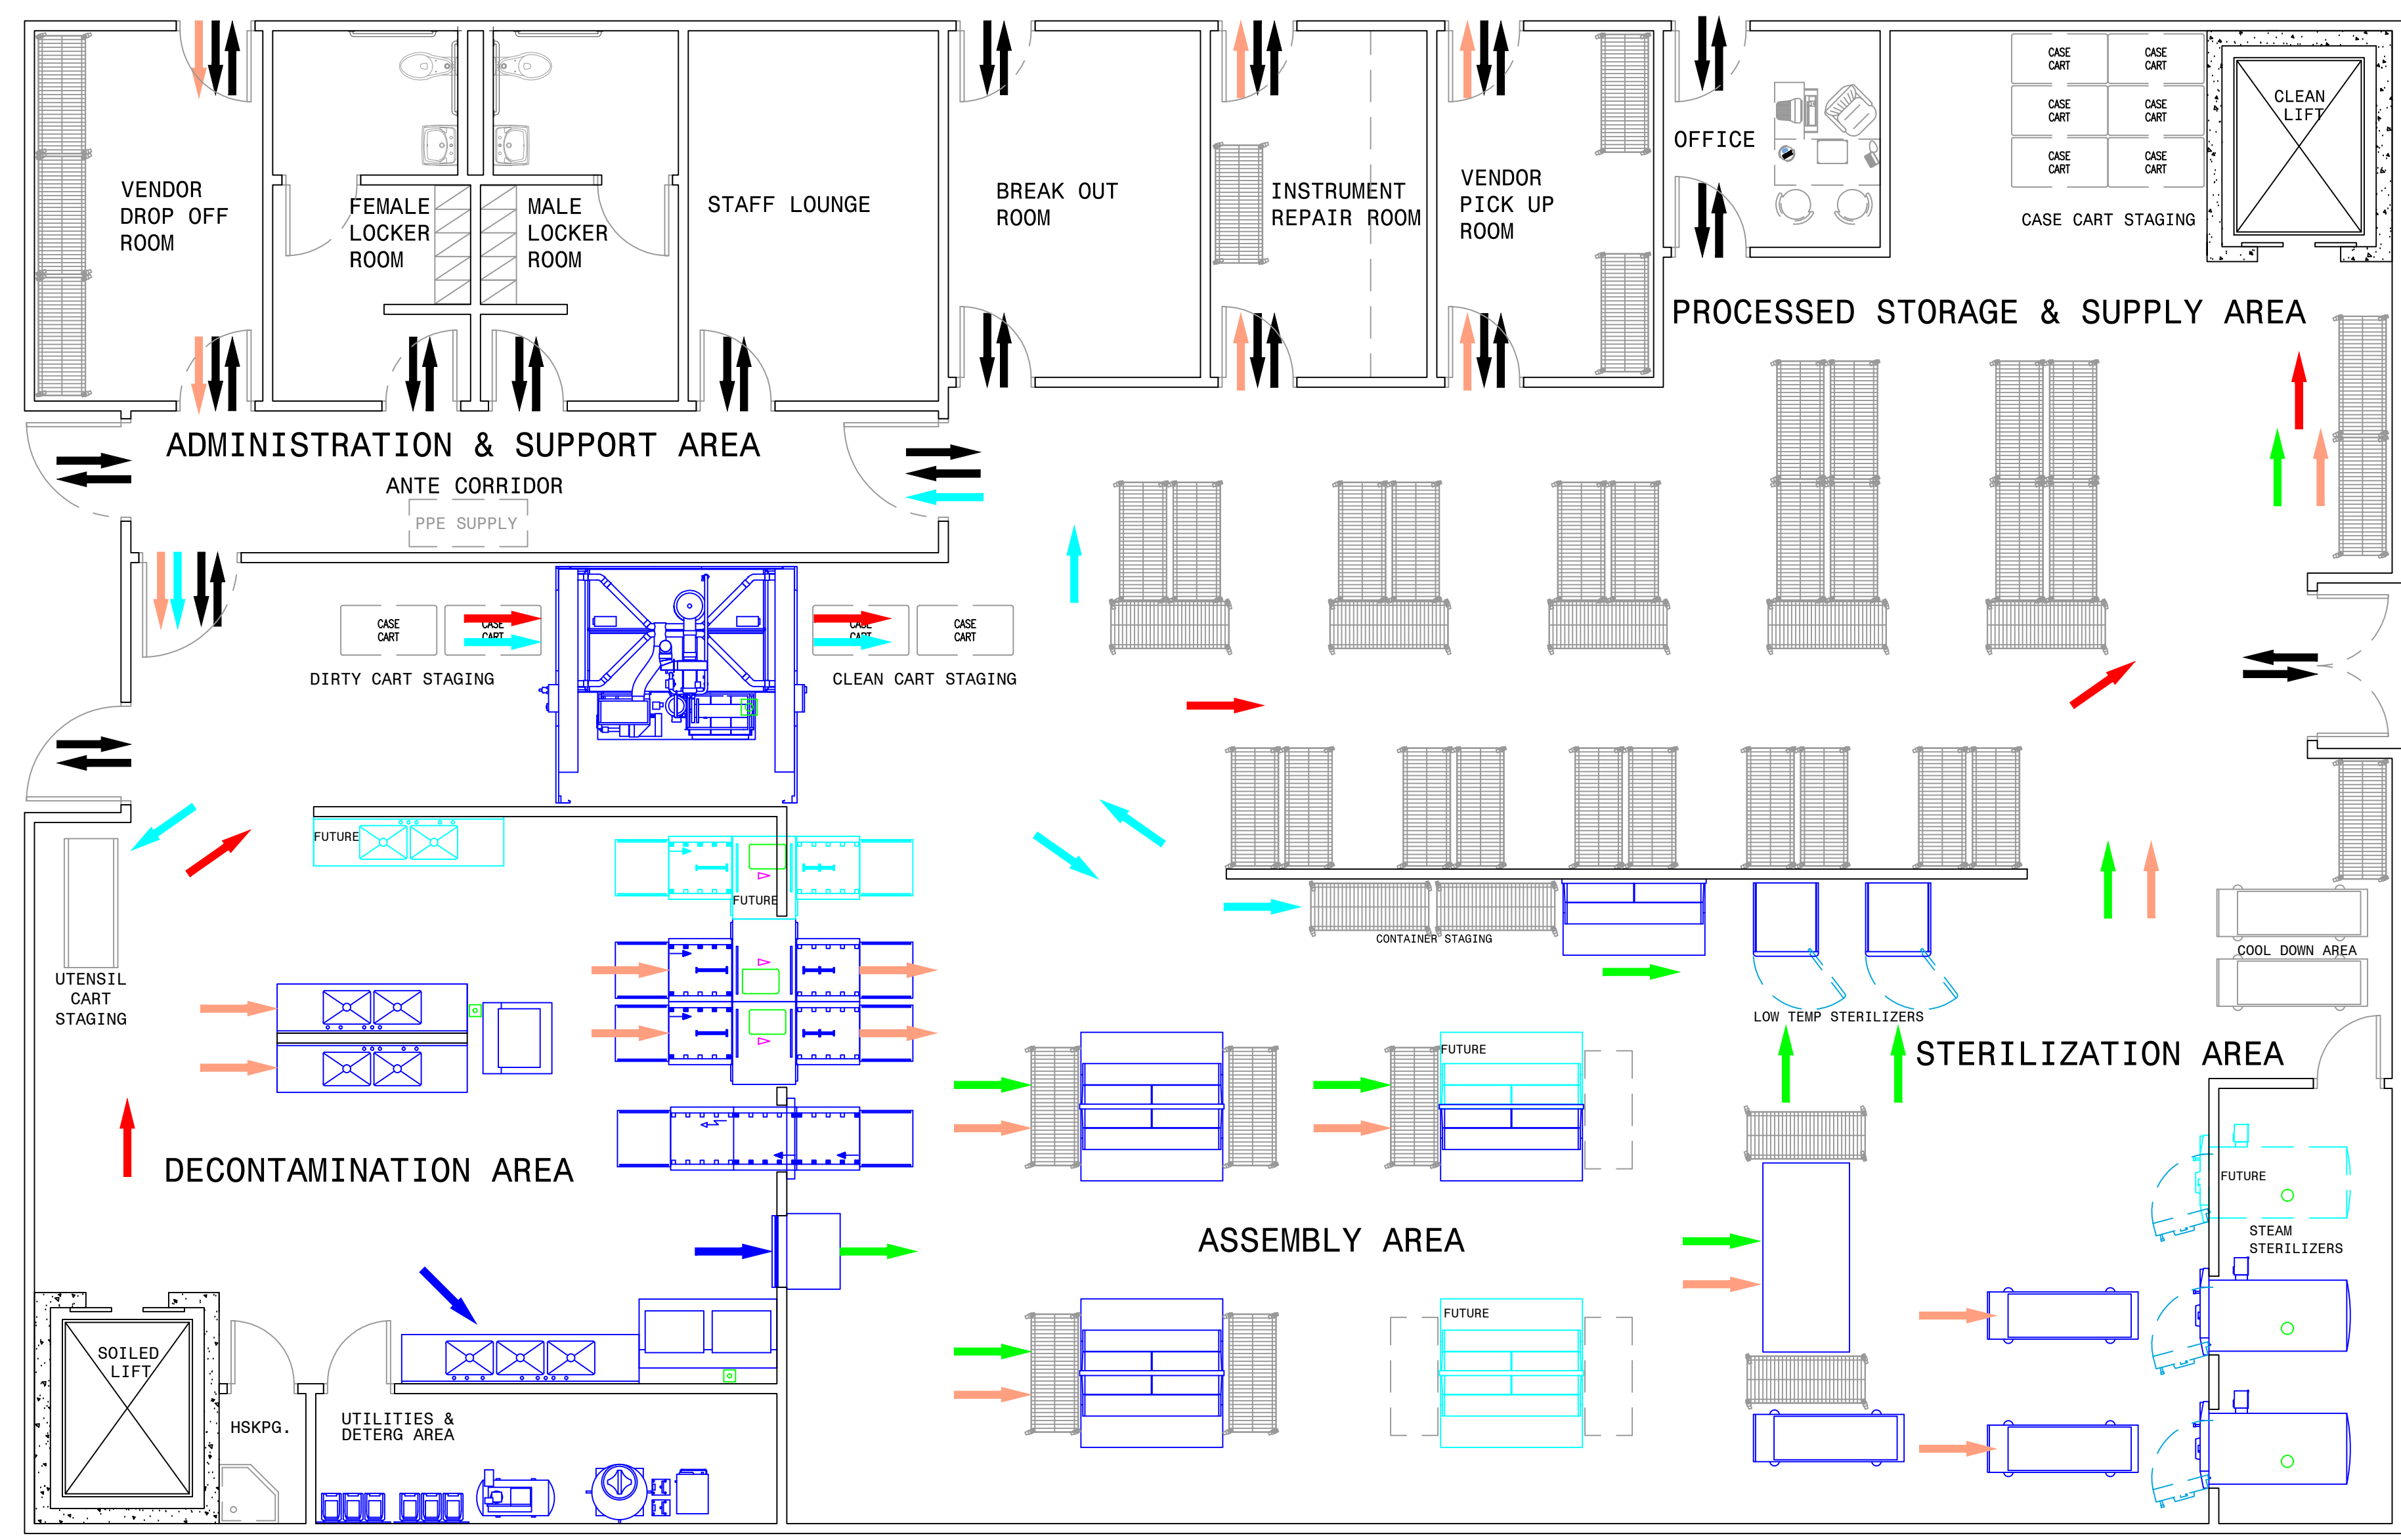 CASE
CART
CASE
CART
CASE
CART
CASE
CART
CASE
CART
CASE
CART
CLEAN
LIFT
OFFICE
CASE CART STAGING
VENDOR
DROP OFF
ROOM
FEMALE
LOCKER
ROOM
MALE
LOCKER
ROOM
STAFF LOUNGE
BREAK OUT
ROOM
INSTRUMENT
REPAIR ROOM
VENDOR
PICK UP
ROOM
PROCESSED STORAGE & SUPPLY AREA
ADMINISTRATION & SUPPORT AREA
ANTE CORRIDOR
PPE SUPPLY
CASE
CART
CASE
CART
CASE
CART
CASE
CART
DIRTY CART STAGING
CLEAN CART STAGING
FUTURE
FUTURE
CONTAINER STAGING
COOL DOWN AREA
UTENSIL
CART
STAGING
LOW TEMP STERILIZERS
STERILIZATION AREA
FUTURE
DECONTAMINATION AREA
FUTURE
STEAM
STERILIZERS
ASSEMBLY AREA
FUTURE
SOILED
LIFT
HSKPG.
UTILITIES &
DETERG AREA